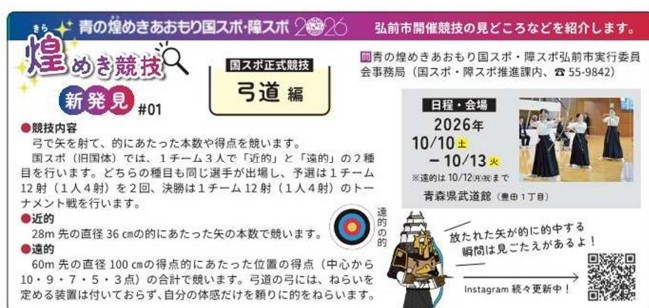 青の煌めきあおもり国スポ・障スポ 2026
弘前市開催競技の見どころなどを紹介します。
煌めき競技
きら
新発見 #01
国スポ正式競技
弓道 編
問青の煌めきあおもり国スポ・障スポ弘前市実行委員
会事務局（国スポ・障スポ推進課内、☎ 55-9842）
●競技内容
弓で矢を射て、的にあたった本数や得点を競います。
国スポ（旧国体）では、1チーム3人で「近的」と「遠的」の2種
目を行います。どちらの種目も同じ選手が出場し、予選は1チーム
12射（1人4射）を2回、決勝は1チーム12射（1人4射）のトー
ナメント戦を行います。
●近的
28m先の直径36㎝の的にあたった矢の本数で競います。
●遠的
60m先の直径100㎝の得点的にあたった位置の得点（中心から
10・9・7・5・3点）の合計で競います。弓道の弓には、ねらいを
定める装置は付いておらず、自分の体感だけを頼りに的をねらいます。
遠的の的
日程・会場
2026年
10/10土
－10/13火
※遠的は10/12(月)(祝)まで
青森県武道館（豊田1丁目）
放たれた矢が的に的中する
瞬間は見ごたえがあるよ！
Instagram 続々更新中！